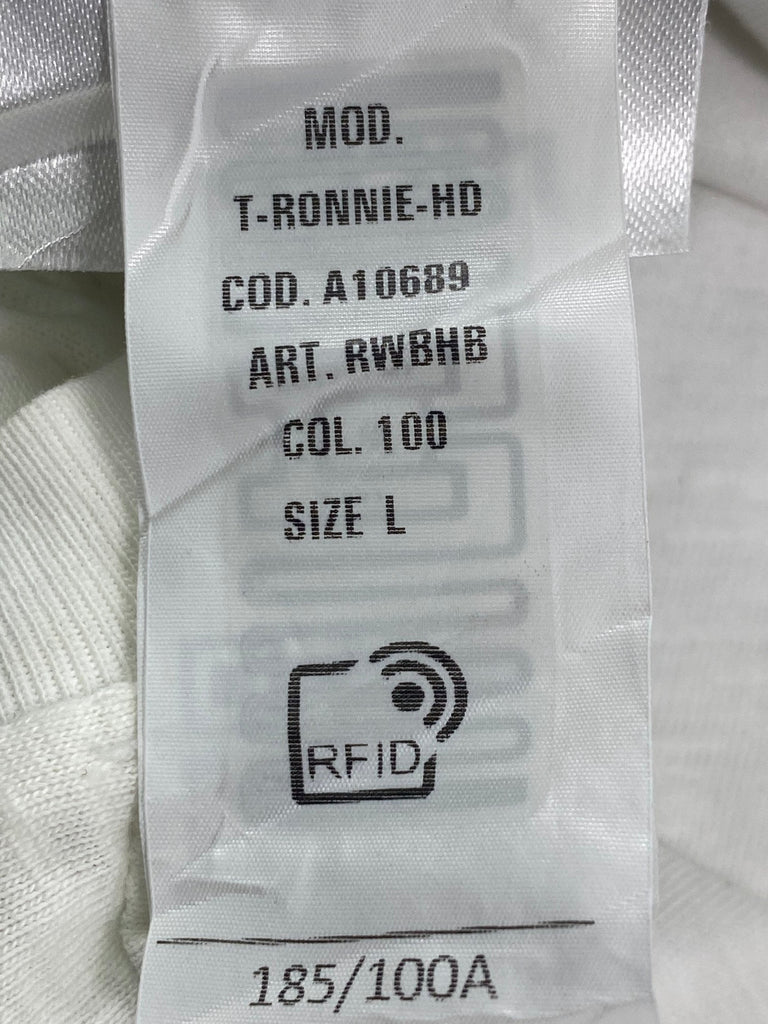 MOD.
T-RONNIE-HD
COD. A10689
ART. RWBHB
COL. 100
SIZE L
RFID
185/100A